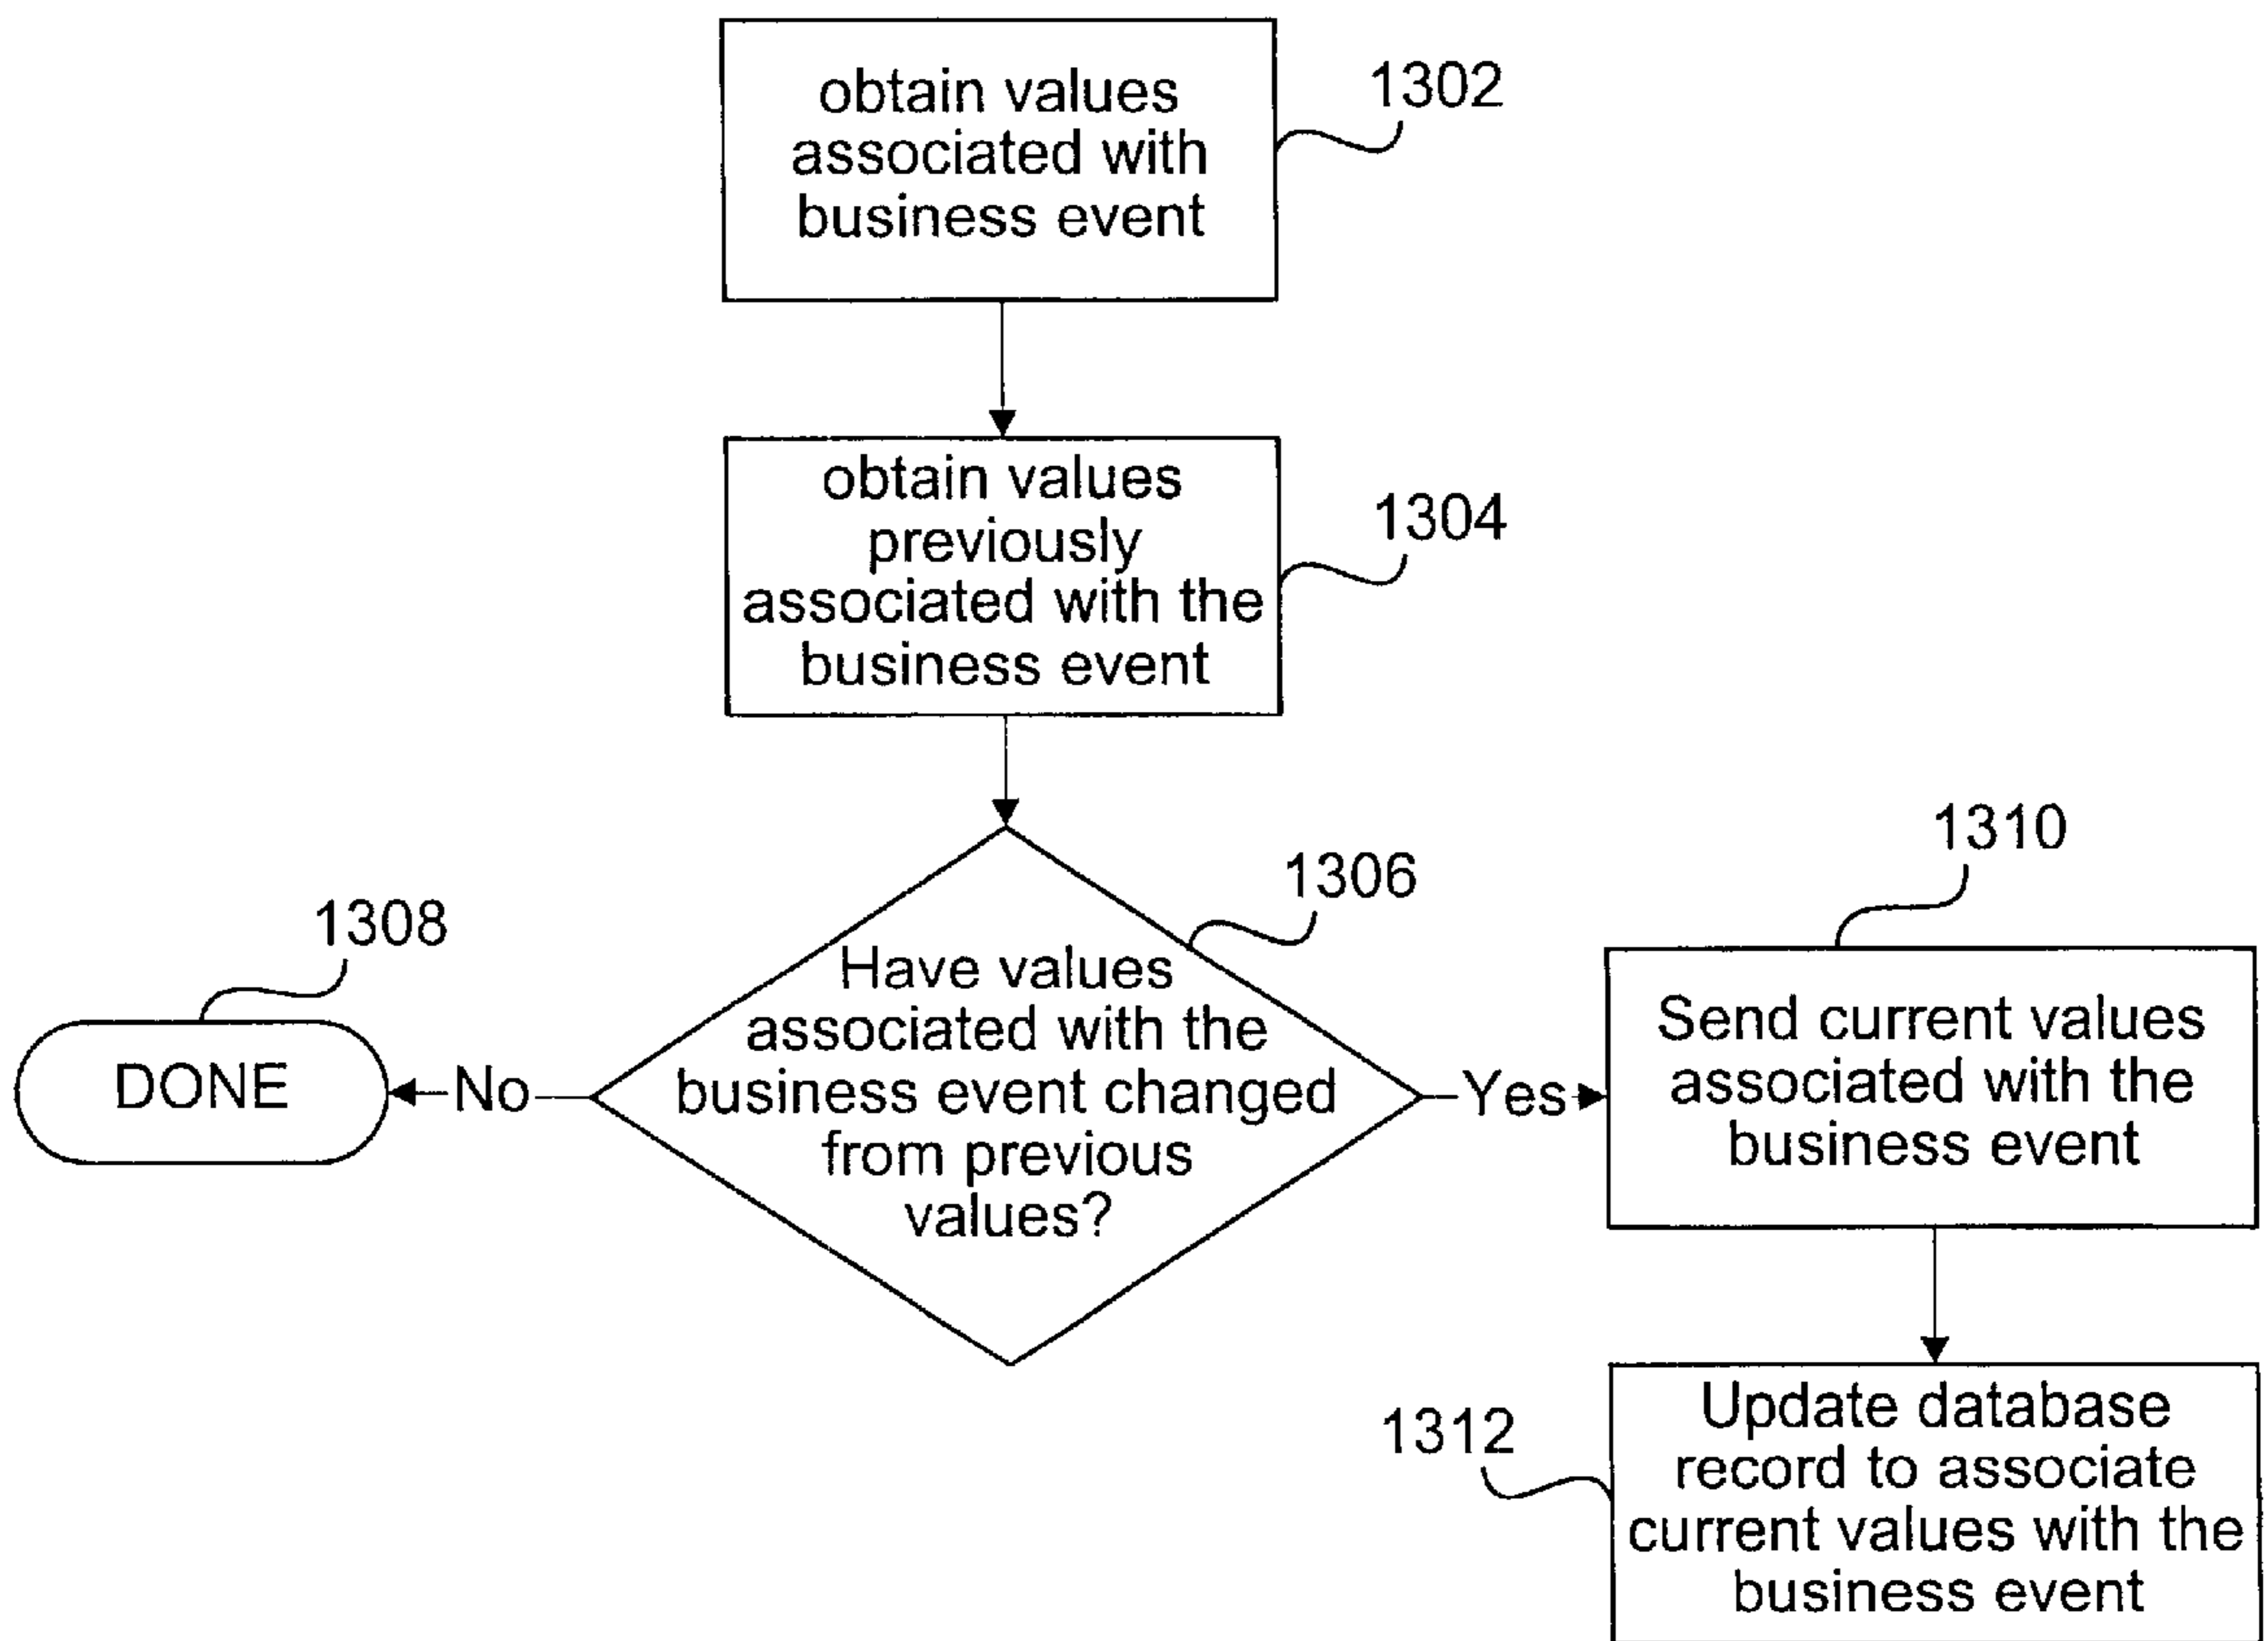 obtain values
associated with
business event
1302
obtain values
previously
associated with the
business event
1304
Have values
associated with the
business event changed
from previous
values?
1306
No
DONE
1308
Yes
Send current values
associated with the
business event
1310
Update database
record to associate
current values with the
business event
1312